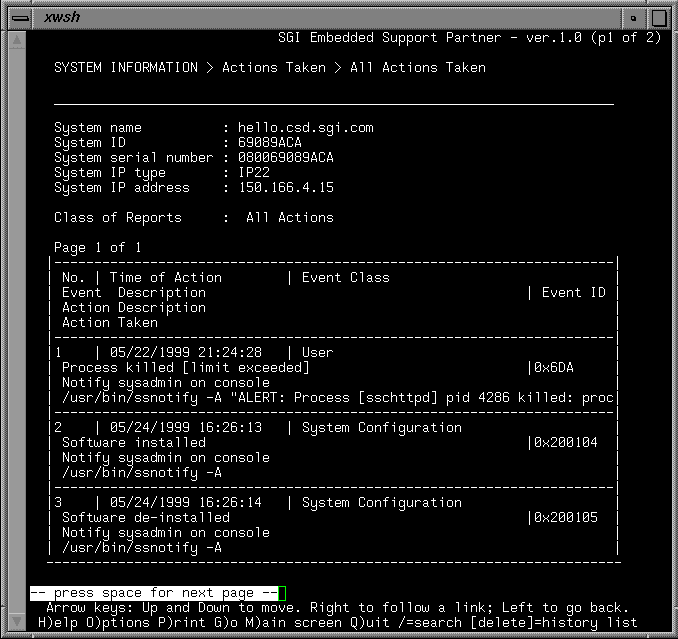 xwsh
SGI Embedded Support Partner - ver.1.0 (p1 of 2)
SYSTEM INFORMATION > Actions Taken > All Actions Taken
System name : hello.csd.sgi.com
System ID : 69089ACA
System serial number : 080069089ACA
System IP type : IP22
System IP address : 150.166.4.15
Class of Reports : All Actions
Page 1 of 1
No. | Time of Action | Event Class
Event Description | Event ID
Action Description
Action Taken
1 | 05/22/1999 21:24:28 | User
Process killed [limit exceeded] |0x6DA
Notify sysadmin on console
/usr/bin/ssnotify -A "ALERT: Process [sschttpd] pid 4286 killed: proc
2 | 05/24/1999 16:26:13 | System Configuration
Software installed |0x200104
Notify sysadmin on console
/usr/bin/ssnotify -A
3 | 05/24/1999 16:26:14 | System Configuration
Software de-installed |0x200105
Notify sysadmin on console
/usr/bin/ssnotify -A
-- press space for next page --
Arrow keys: Up and Down to move. Right to follow a link; Left to go back.
H)elp O)ptions P)rint G)o M)ain screen Q)uit /=search [delete]=history list